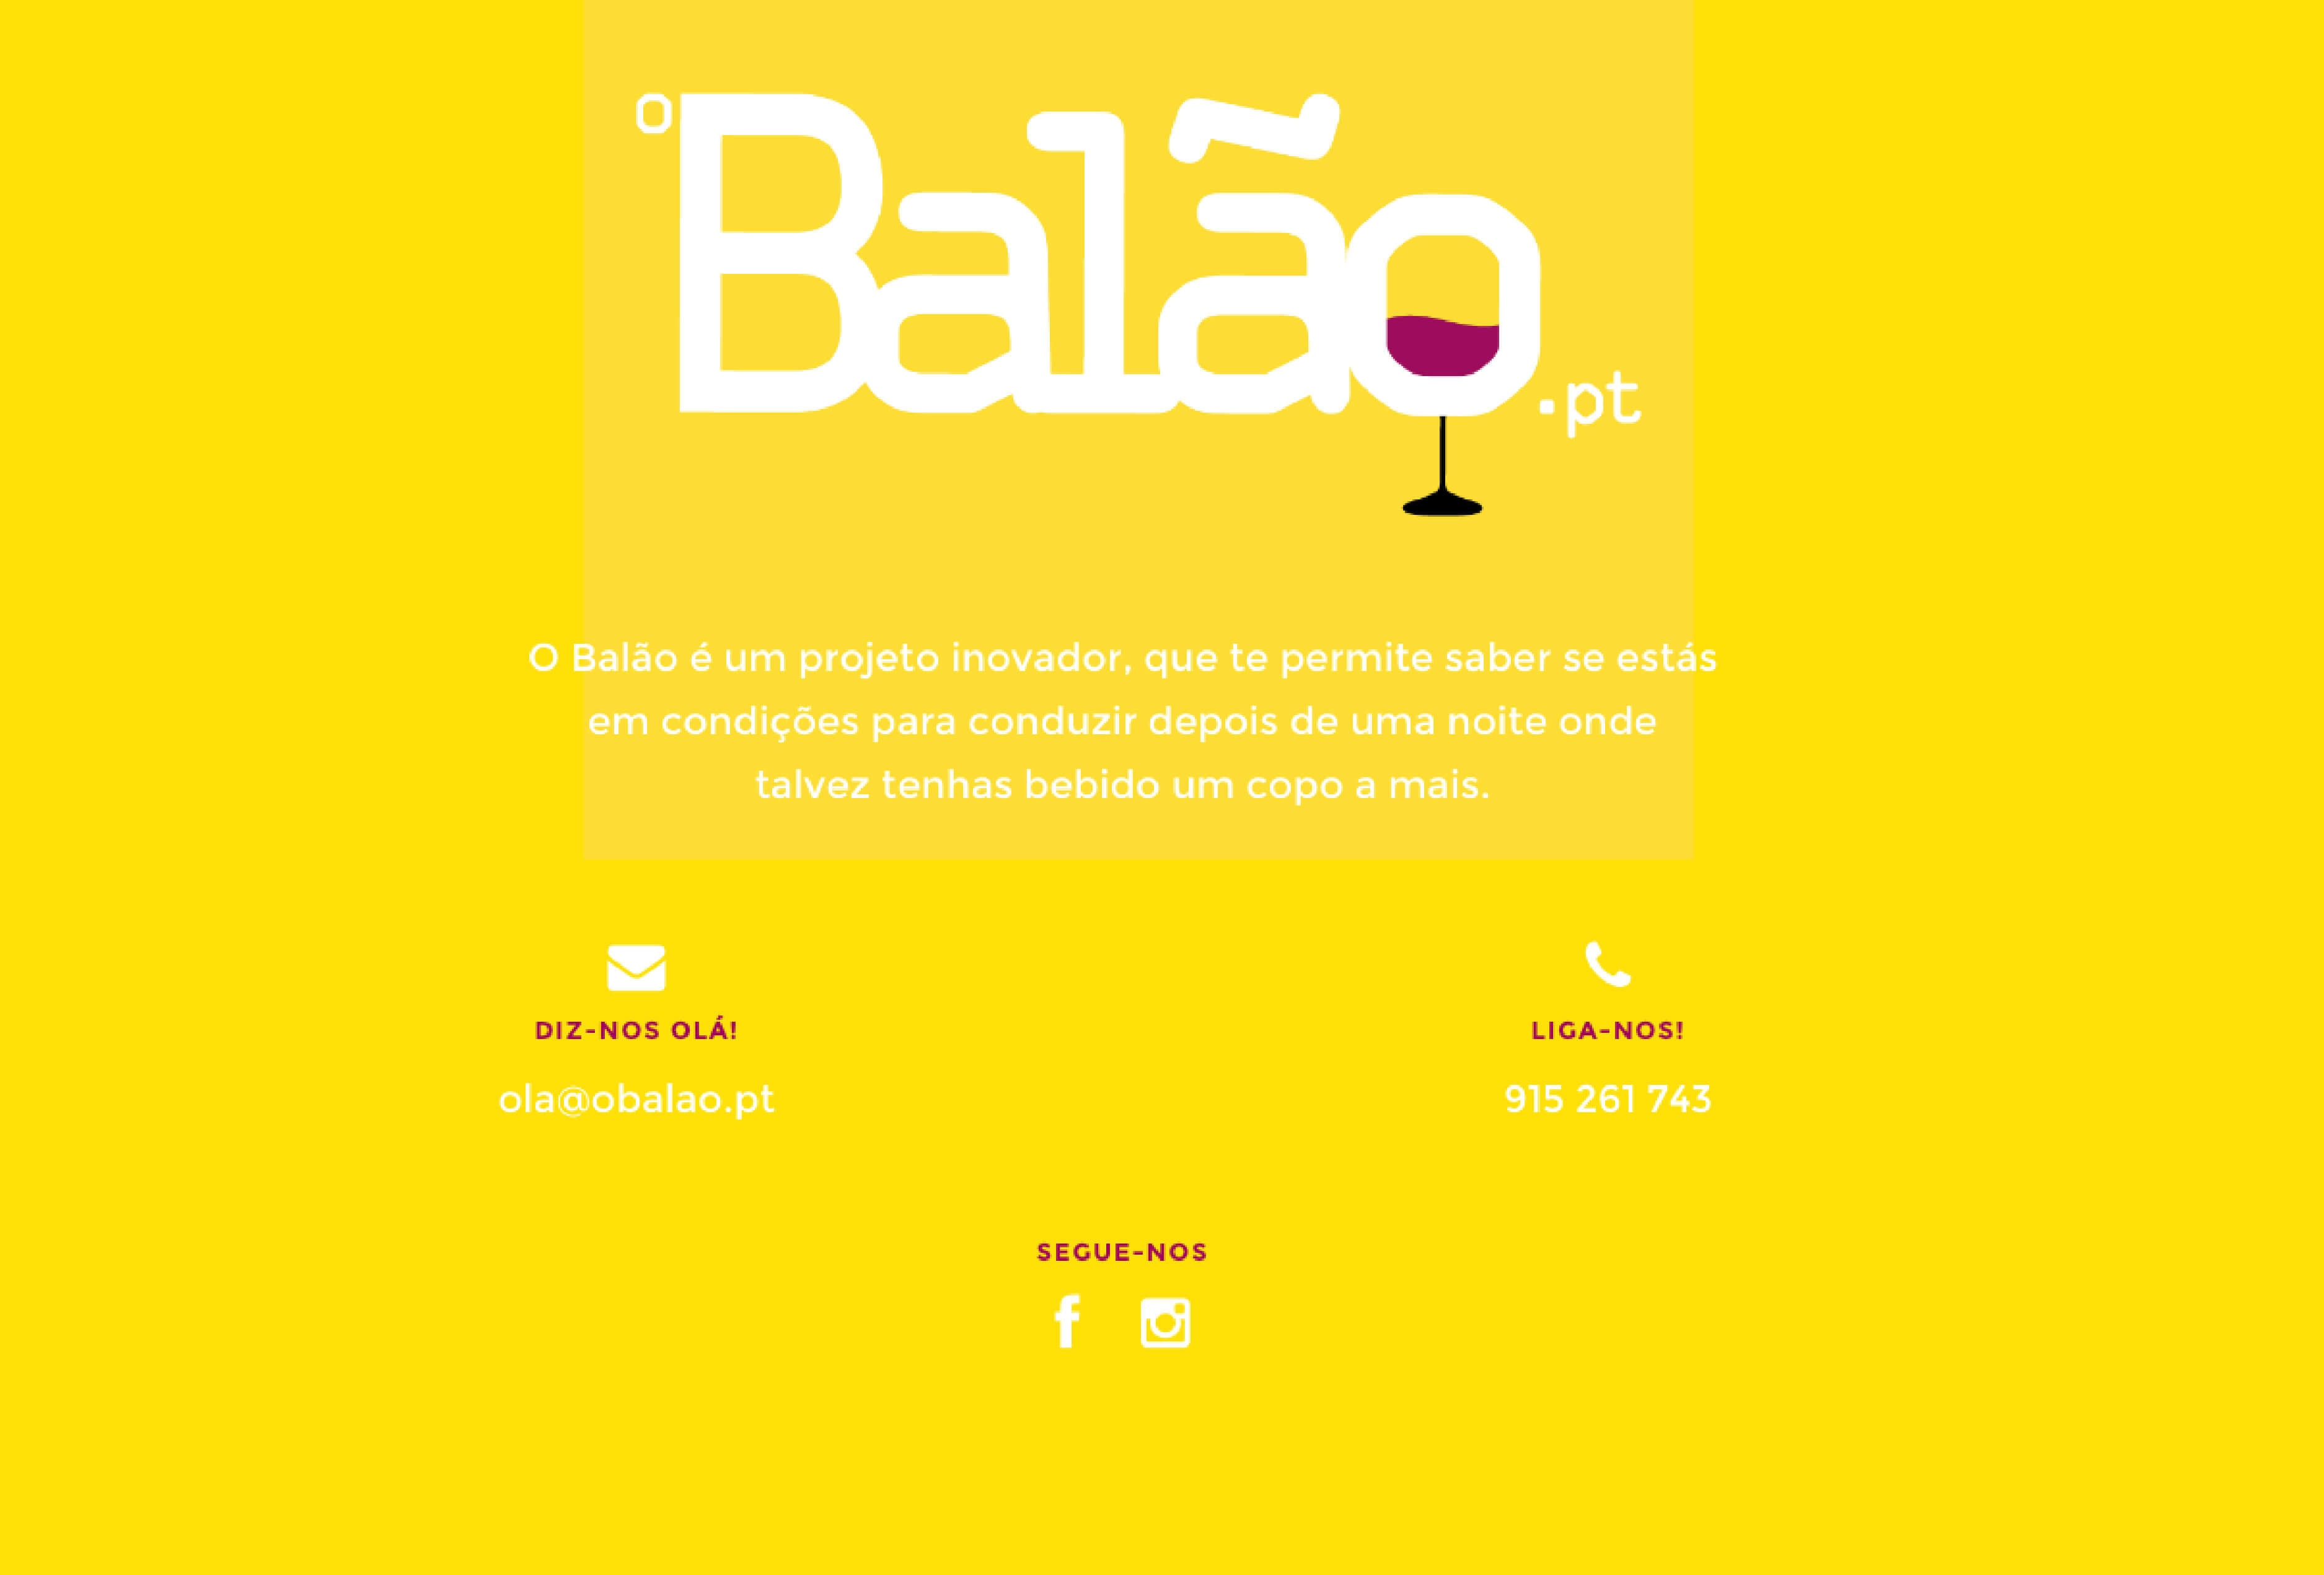 O Balão .pt
O Balão é um projeto inovador, que te permite saber se estás
em condições para conduzir depois de uma noite onde
talvez tenhas bebido um copo a mais.
DIZ-NOS OLÁ!
ola@obalao.pt
LIGA-NOS!
915 261 743
SEGUE-NOS